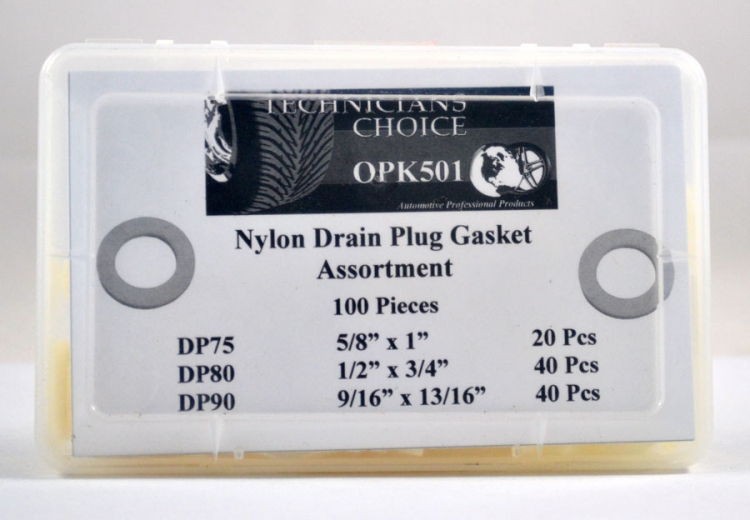 TECHNICIANS
CHOICE
OPK501
Automotive Professional Products
Nylon Drain Plug Gasket
Assortment
100 Pieces
DP75 5/8” x 1” 20 Pcs
DP80 1/2” x 3/4” 40 Pcs
DP90 9/16” x 13/16” 40 Pcs